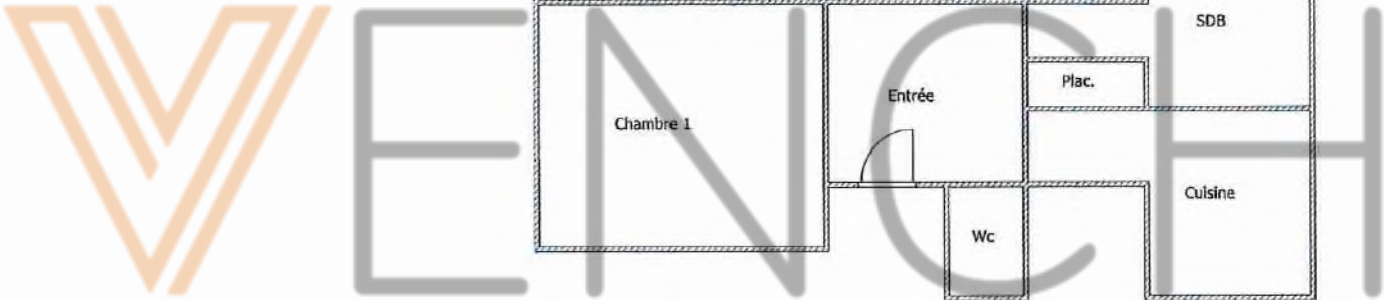 VENCH
SDB
Plac.
Entrée
Chambre 1
Cuisine
Wc